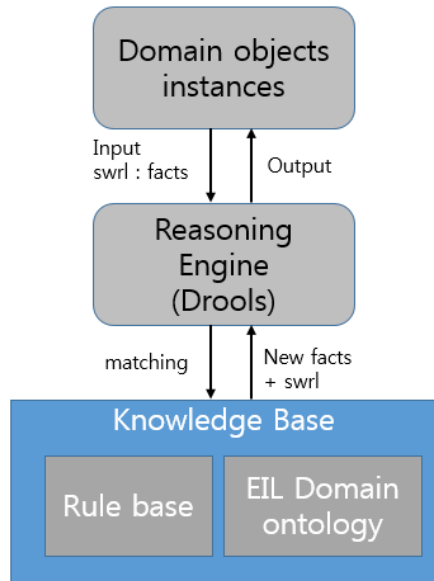 Domain objects
instances
Input
swrl : facts
Output
Reasoning
Engine
(Drools)
matching
New facts
+ swrl
Knowledge Base
Rule base
EIL Domain
ontology